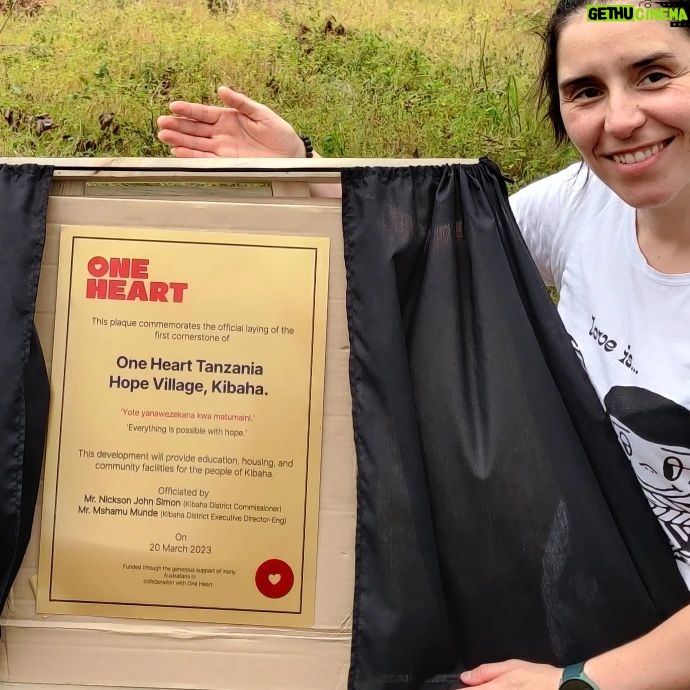 GETHUCINEMA
ONE
HEART
This plaque commemorates the official laying of the
first cornerstone of
One Heart Tanzania
Hope Village, Kibaha.
'Yote yanawezekana kwa matumaini.'
'Everything is possible with hope.'
This development will provide education, housing, and
community facilities for the people of Kibaha.
Officiated by
Mr. Nickson John Simon (Kibaha District Commissioner)
Mr. Mshamu Munde (Kibaha District Executive Director-Eng)
On
20 March 2023
Funded through the generous support of many
Australians in
collaboration with One Heart.
love is...